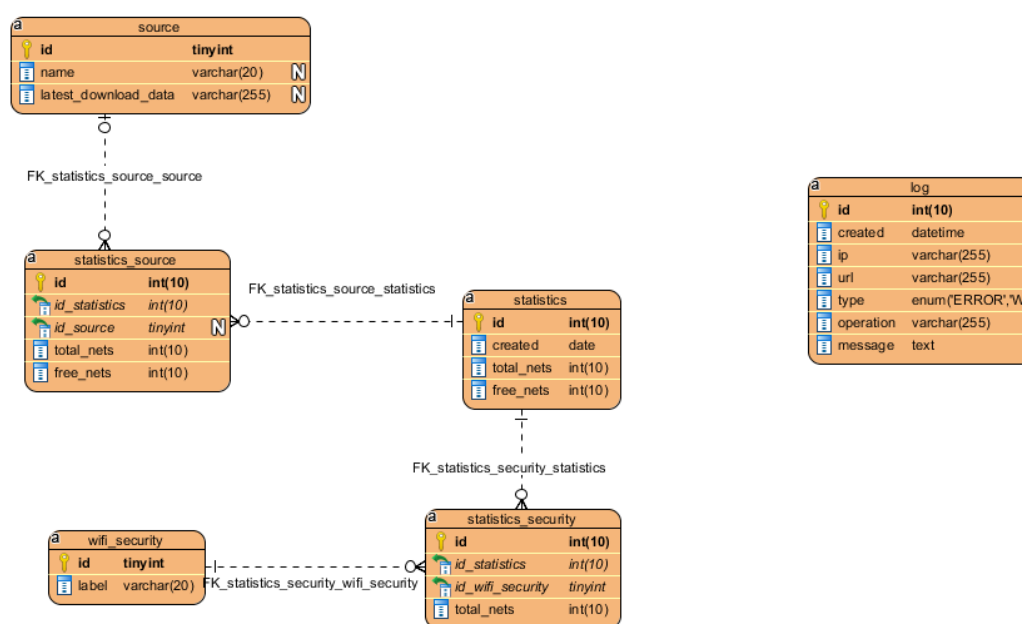 a
source
id tinyint
name varchar(20) N
latest_download_data varchar(255) N
FK_statistics_source_source
a
log
id int(10)
created datetime
ip varchar(255)
url varchar(255)
type enum('ERROR','W
operation varchar(255)
message text
a
statistics_source
id int(10)
id_statistics int(10)
id_source tinyint N
total_nets int(10)
free_nets int(10)
FK_statistics_source_statistics
a
statistics
id int(10)
created date
total_nets int(10)
free_nets int(10)
FK_statistics_security_statistics
a
wifi_security
id tinyint
label varchar(20)
FK_statistics_security_wifi_security
a
statistics_security
id int(10)
id_statistics int(10)
id_wifi_security tinyint
total_nets int(10)